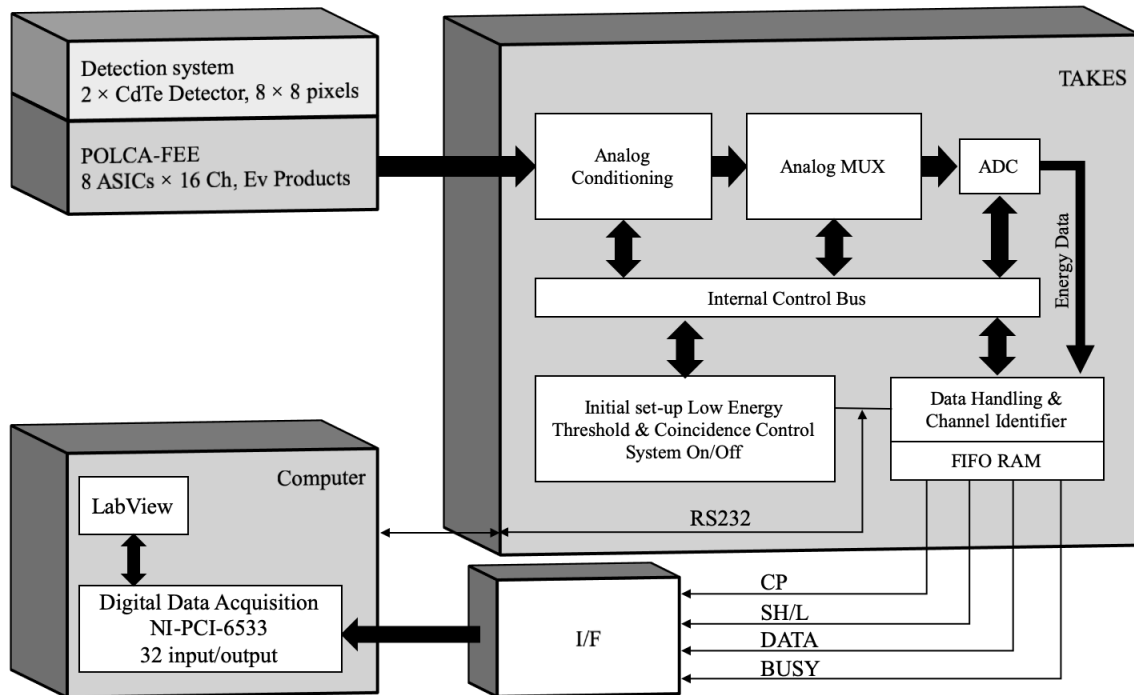 Detection system
2 × CdTe Detector, 8 × 8 pixels
POLCA-FEE
8 ASICs × 16 Ch, Ev Products
TAKES
Analog
Conditioning
Analog MUX
ADC
Energy Data
Internal Control Bus
Initial set-up Low Energy
Threshold & Coincidence Control
System On/Off
Data Handling &
Channel Identifier
FIFO RAM
RS232
Computer
LabView
Digital Data Acquisition
NI-PCI-6533
32 input/output
I/F
CP
SH/L
DATA
BUSY